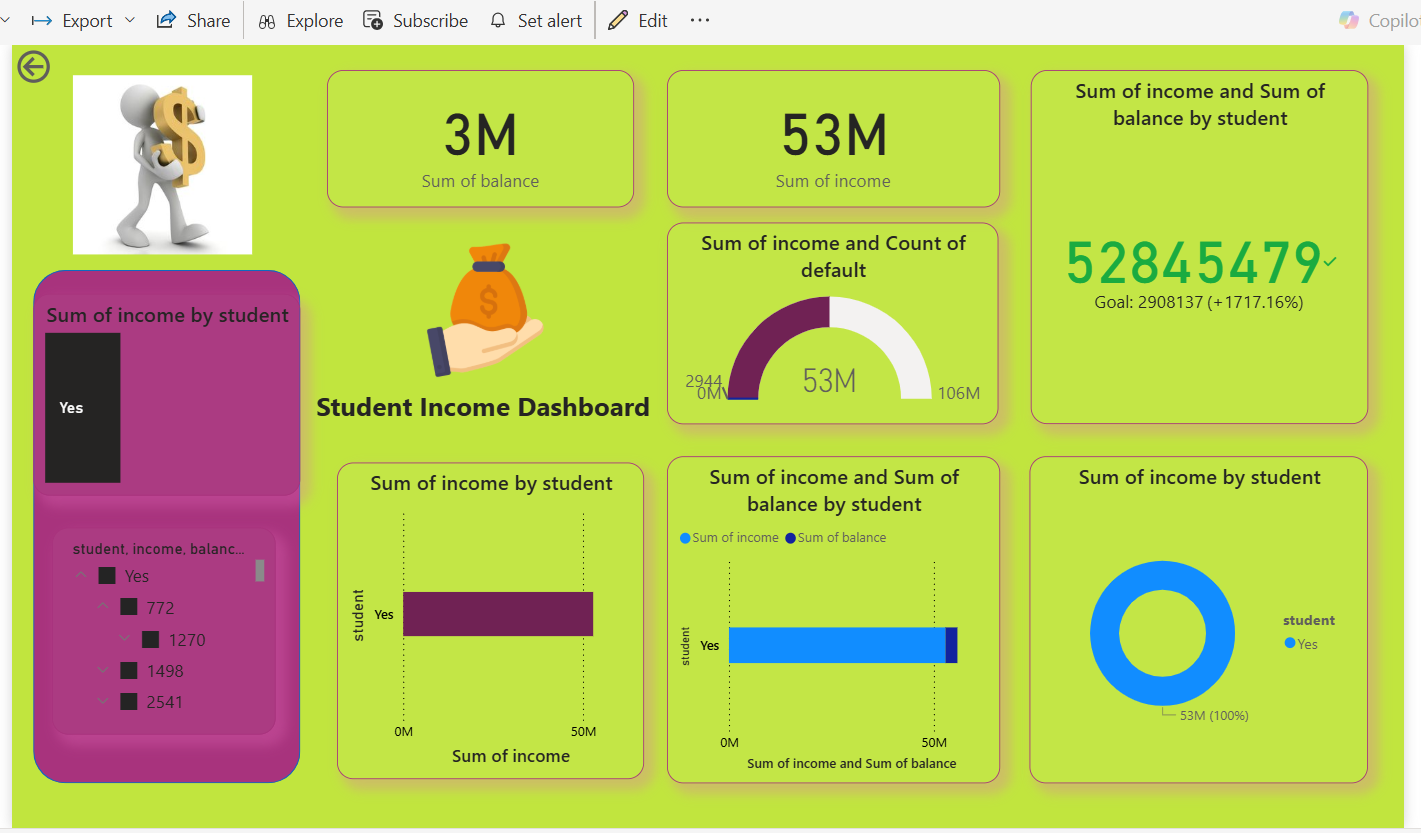 Export
Share
Explore
Subscribe
Set alert
Edit
...
Copilo
3M
Sum of balance
53M
Sum of income
Sum of income and Sum of
balance by student
52845479
Goal: 2908137 (+1717.16%)
Sum of income and Count of
default
2944
0M
53M
106M
$
Student Income Dashboard
Sum of income by student
Yes
student, income, balanc...
Yes
772
1270
1498
2541
Sum of income by student
student
Yes
0M
50M
Sum of income
Sum of income and Sum of
balance by student
Sum of income
Sum of balance
student
Yes
0M
50M
Sum of income and Sum of balance
Sum of income by student
student
Yes
53M (100%)